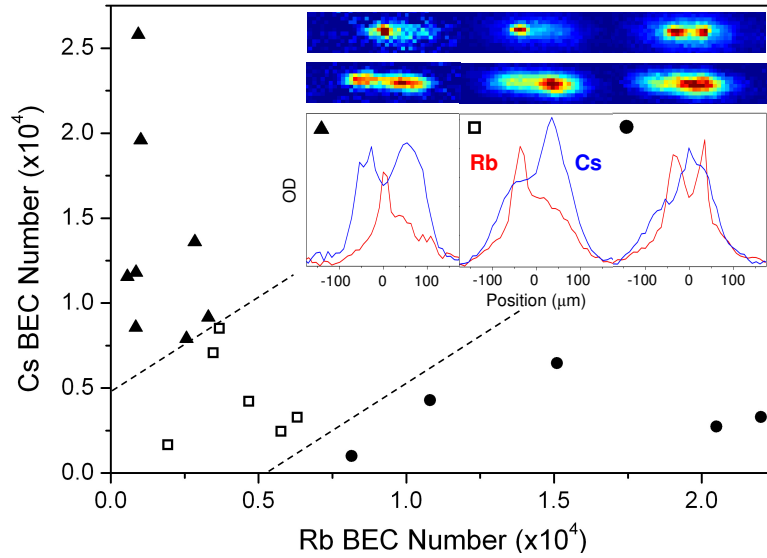 2.5
2.0
1.5
1.0
0.5
0.0
Cs BEC Number (x10⁴)
0.0 0.5 1.0 1.5 2.0
Rb BEC Number (x10⁴)
OD
Rb Cs
-100 0 100 -100 0 100 -100 0 100
Position (μm)